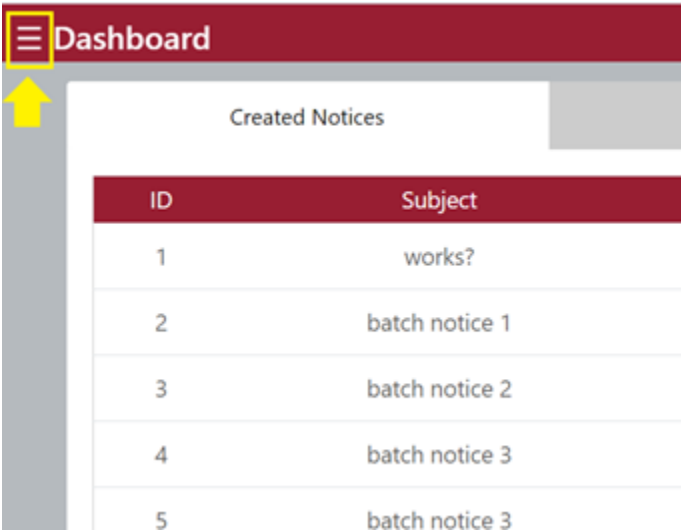 Dashboard
Created Notices
ID Subject
1 works?
2 batch notice 1
3 batch notice 2
4 batch notice 3
5 batch notice 3